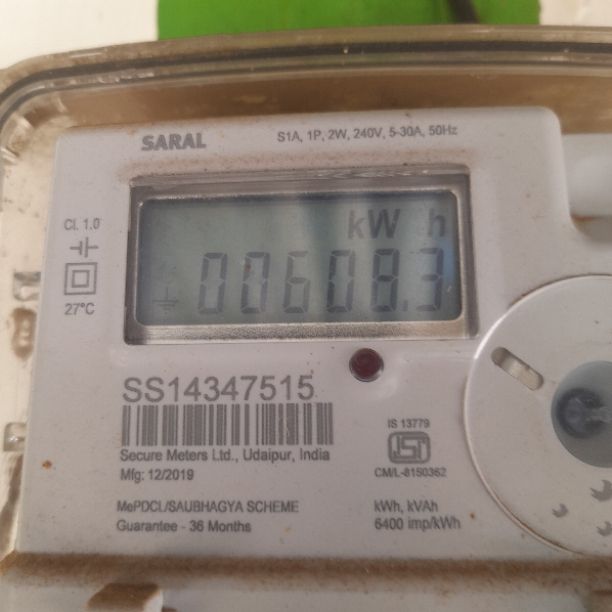 SARAL
S1A, 1P, 2W, 240V, 5-30A, 50Hz
Cl. 1.0
27°C
kW h
00608.3
SS14347515
Secure Meters Ltd., Udaipur, India
Mfg: 12/2019
IS 13779
ISI
CM/L-8150362
MePDCL/SAUBHAGYA SCHEME
Guarantee - 36 Months
kWh, kVAh
6400 imp/kWh